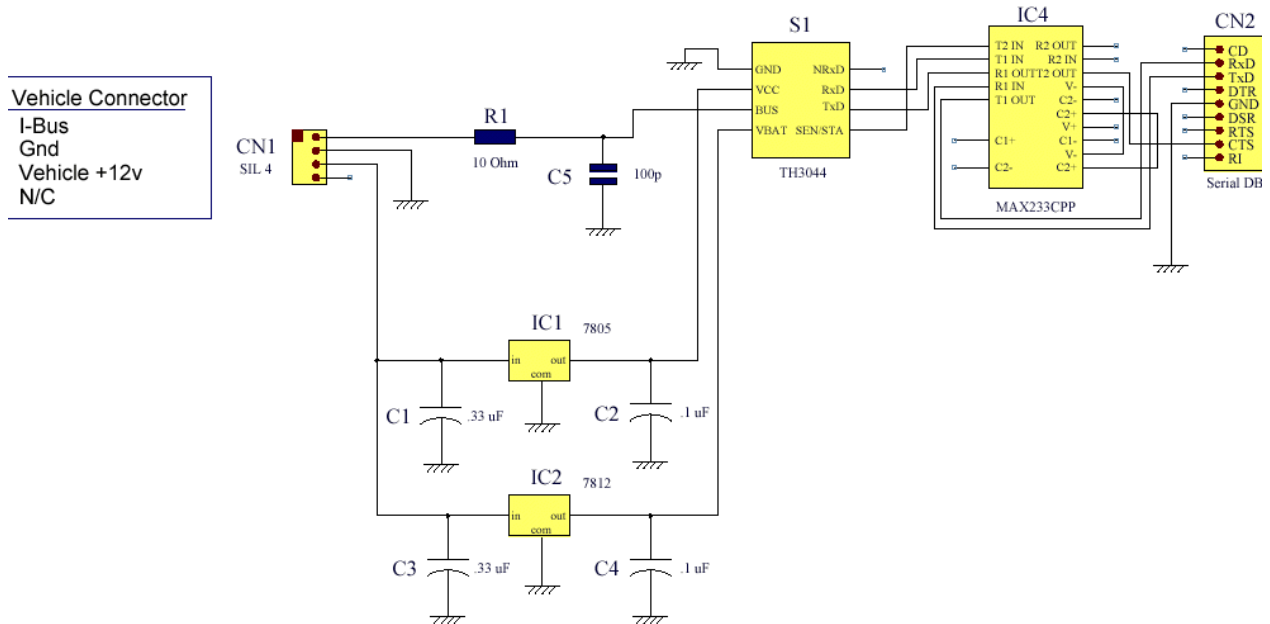 Vehicle Connector
I-Bus
Gnd
Vehicle +12v
N/C
CN1
SIL 4
R1
10 Ohm
C5
100p
S1
GND
VCC
BUS
VBAT
NRxD
RxD
TxD
SEN/STA
TH3044
IC4
T2 IN
T1 IN
R1 OUT
R1 IN
T1 OUT
C1+
C2-
R2 OUT
R2 IN
T2 OUT
V-
C2-
C2+
V+
C1-
V-
C2+
MAX233CPP
CN2
CD
RxD
TxD
DTR
GND
DSR
RTS
CTS
RI
Serial DB
IC1
7805
in
out
com
C1
.33 uF
C2
.1 uF
IC2
7812
in
out
com
C3
.33 uF
C4
.1 uF